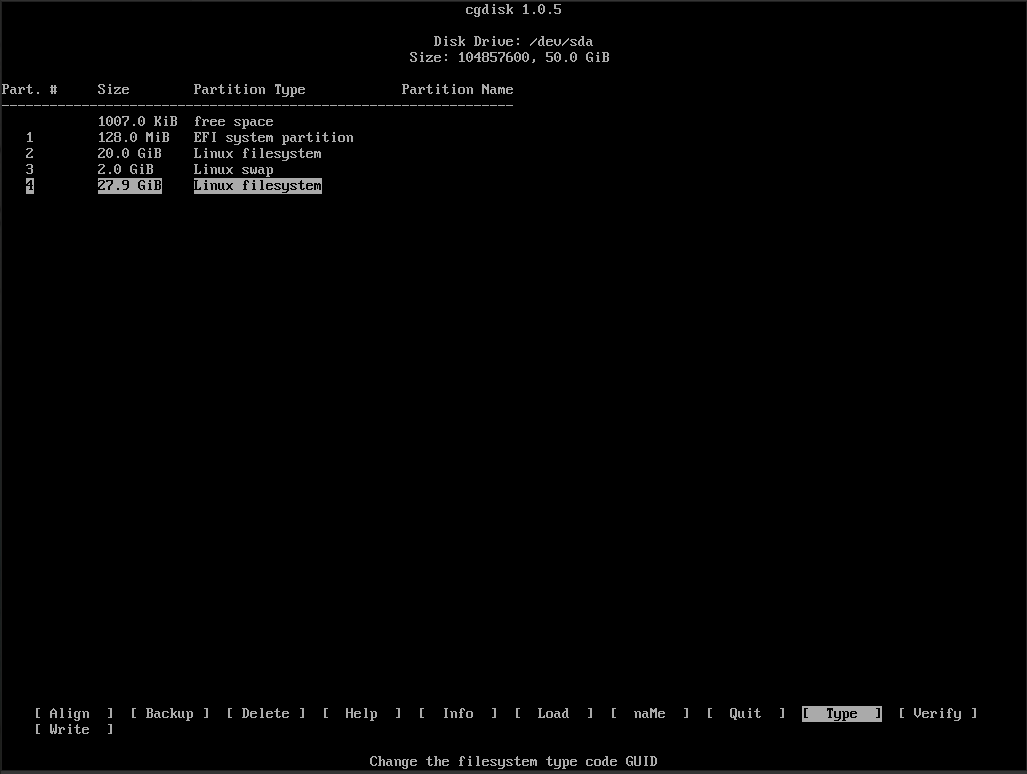 cgdisk 1.0.5
Disk Drive: /dev/sda
Size: 104857600, 50.0 GiB
Part. #     Size        Partition Type            Partition Name
----------------------------------------------------------------
            1007.0 KiB  free space
   1        128.0 MiB   EFI system partition
   2        20.0 GiB    Linux filesystem
   3        2.0 GiB     Linux swap
   4        27.9 GiB    Linux filesystem
[ Align  ]  [ Backup ]  [ Delete ]  [  Help  ]  [  Info  ]  [  Load  ]  [  naMe  ]  [  Quit  ]  [  Type  ]  [ Verify ]
[ Write  ]
Change the filesystem type code GUID